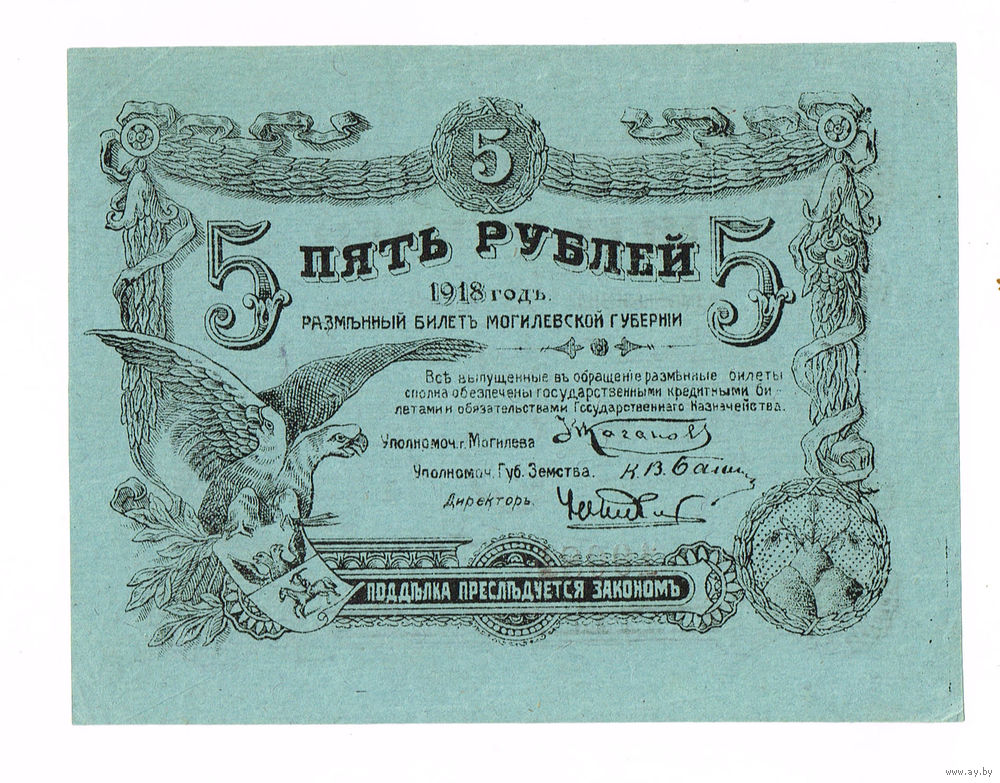 5
5 ПЯТЬ РУБЛЕЙ 5
1918 годъ.
РАЗМѢННЫЙ БИЛЕТЪ МОГИЛЕВСКОЙ ГУБЕРНІИ
Всѣ выпущенные въ обращеніе размѣнные билеты
сполна обезпечены государственными кредитными би-
летами и обязательствами Государственнаго Казначейства.
Уполномоч. г. Могилева
Уполномоч. Губ. Земства. К. В.
Директоръ.
ПОДДѢЛКА ПРЕСЛѢДУЕТСЯ ЗАКОНОМЪ
www.ay.by